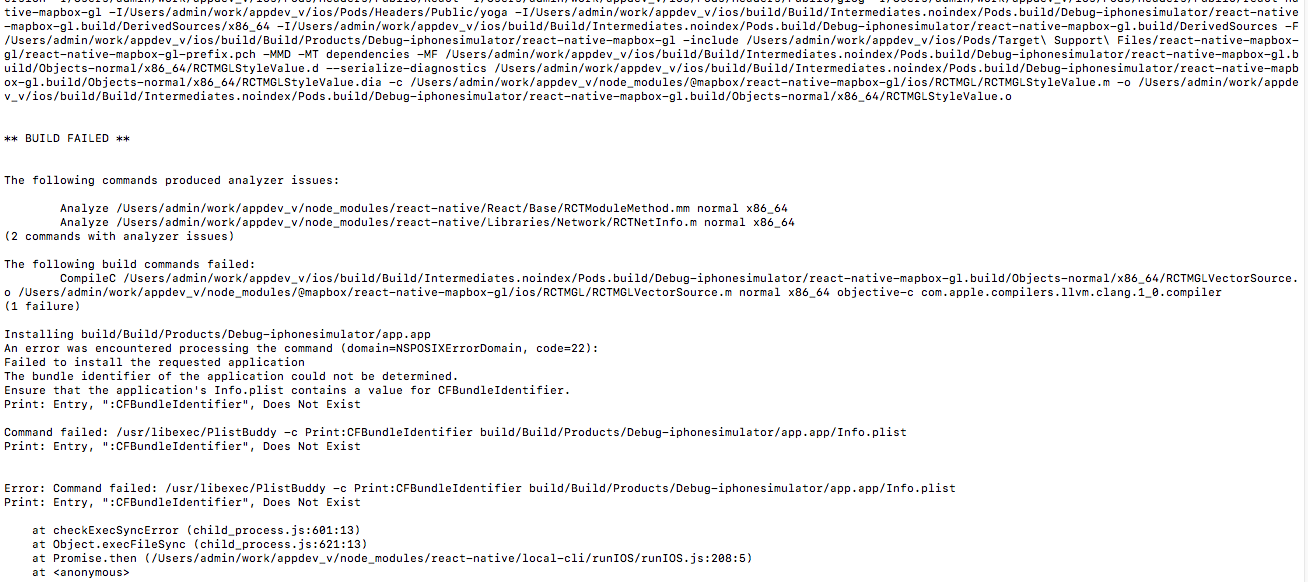 -mapbox-gl -I/Users/admin/work/appdev_v/ios/Pods/Headers/Public/yoga -I/Users/admin/work/appdev_v/ios/build/Build/Intermediates.noindex/Pods.build/Debug-iphonesimulator/react-native
-mapbox-gl.build/DerivedSources/x86_64 -I/Users/admin/work/appdev_v/ios/build/Build/Intermediates.noindex/Pods.build/Debug-iphonesimulator/react-native-mapbox-gl.build/DerivedSources -F
/Users/admin/work/appdev_v/ios/build/Build/Products/Debug-iphonesimulator/react-native-mapbox-gl -include /Users/admin/work/appdev_v/ios/Pods/Target\ Support\ Files/react-native-mapbox-
gl/react-native-mapbox-gl-prefix.pch -MMD -MT dependencies -MF /Users/admin/work/appdev_v/ios/build/Build/Intermediates.noindex/Pods.build/Debug-iphonesimulator/react-native-mapbox-gl.b
uild/Objects-normal/x86_64/RCTMGLStyleValue.d --serialize-diagnostics /Users/admin/work/appdev_v/ios/build/Build/Intermediates.noindex/Pods.build/Debug-iphonesimulator/react-native-mapb
ox-gl.build/Objects-normal/x86_64/RCTMGLStyleValue.dia -c /Users/admin/work/appdev_v/node_modules/@mapbox/react-native-mapbox-gl/ios/RCTMGL/RCTMGLStyleValue.m -o /Users/admin/work/appde
v_v/ios/build/Build/Intermediates.noindex/Pods.build/Debug-iphonesimulator/react-native-mapbox-gl.build/Objects-normal/x86_64/RCTMGLStyleValue.o
** BUILD FAILED **
The following commands produced analyzer issues:
Analyze /Users/admin/work/appdev_v/node_modules/react-native/React/Base/RCTModuleMethod.mm normal x86_64
Analyze /Users/admin/work/appdev_v/node_modules/react-native/Libraries/Network/RCTNetInfo.m normal x86_64
(2 commands with analyzer issues)
The following build commands failed:
CompileC /Users/admin/work/appdev_v/ios/build/Build/Intermediates.noindex/Pods.build/Debug-iphonesimulator/react-native-mapbox-gl.build/Objects-normal/x86_64/RCTMGLVectorSource.
o /Users/admin/work/appdev_v/node_modules/@mapbox/react-native-mapbox-gl/ios/RCTMGL/RCTMGLVectorSource.m normal x86_64 objective-c com.apple.compilers.llvm.clang.1_0.compiler
(1 failure)
Installing build/Build/Products/Debug-iphonesimulator/app.app
An error was encountered processing the command (domain=NSPOSIXErrorDomain, code=22):
Failed to install the requested application
The bundle identifier of the application could not be determined.
Ensure that the application's Info.plist contains a value for CFBundleIdentifier.
Print: Entry, ":CFBundleIdentifier", Does Not Exist
Command failed: /usr/libexec/PlistBuddy -c Print:CFBundleIdentifier build/Build/Products/Debug-iphonesimulator/app.app/Info.plist
Print: Entry, ":CFBundleIdentifier", Does Not Exist
Error: Command failed: /usr/libexec/PlistBuddy -c Print:CFBundleIdentifier build/Build/Products/Debug-iphonesimulator/app.app/Info.plist
Print: Entry, ":CFBundleIdentifier", Does Not Exist
at checkExecSyncError (child_process.js:601:13)
at Object.execFileSync (child_process.js:621:13)
at Promise.then (/Users/admin/work/appdev_v/node_modules/react-native/local-cli/runIOS/runIOS.js:208:5)
at <anonymous>